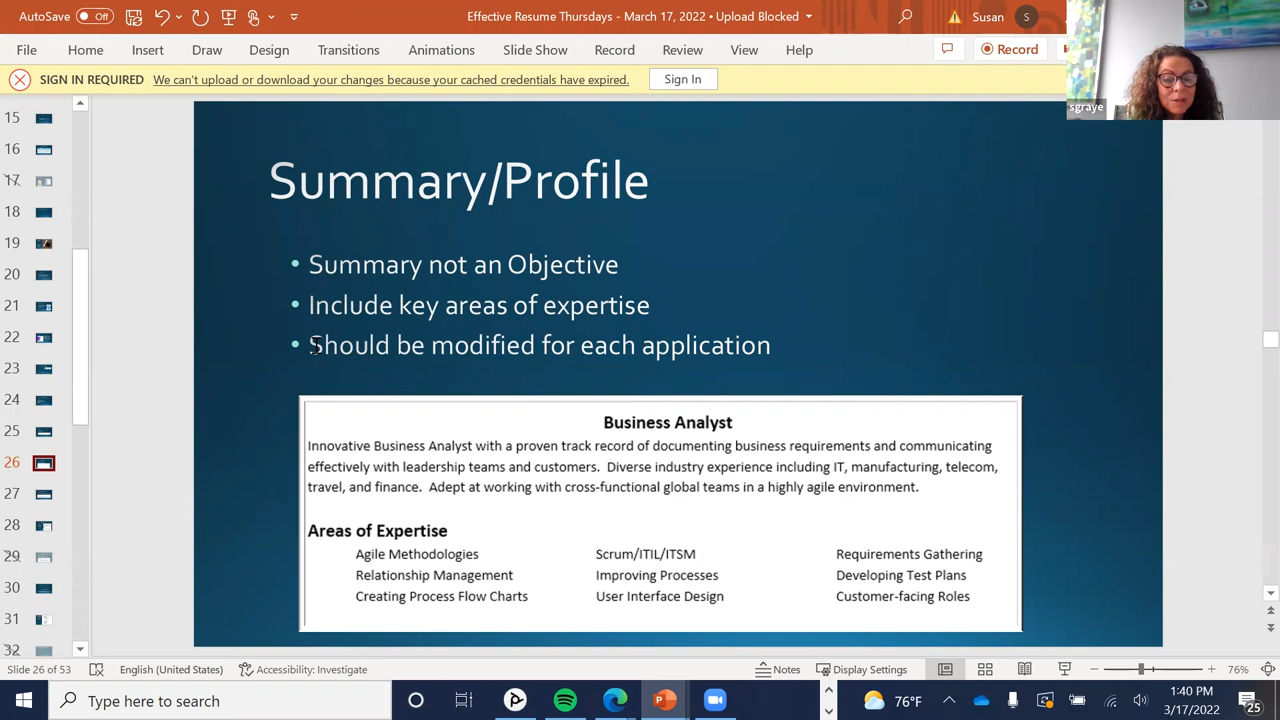 AutoSave Off Effective Resume Thursdays - March 17, 2022 • Upload Blocked Susan S
File Home Insert Draw Design Transitions Animations Slide Show Record Review View Help Record
SIGN IN REQUIRED We can't upload or download your changes because your cached credentials have expired. Sign In
sgraye
15
16
17
18
19
20
21
22
23
24
25
26
27
28
29
30
31
32
Summary/Profile
• Summary not an Objective
• Include key areas of expertise
• Should be modified for each application
Business Analyst
Innovative Business Analyst with a proven track record of documenting business requirements and communicating
effectively with leadership teams and customers. Diverse industry experience including IT, manufacturing, telecom,
travel, and finance. Adept at working with cross-functional global teams in a highly agile environment.
Areas of Expertise
Agile Methodologies Scrum/ITIL/ITSM Requirements Gathering
Relationship Management Improving Processes Developing Test Plans
Creating Process Flow Charts User Interface Design Customer-facing Roles
Slide 26 of 53 English (United States) Accessibility: Investigate Notes Display Settings 76%
Type here to search 76°F 1:40 PM
3/17/2022 25